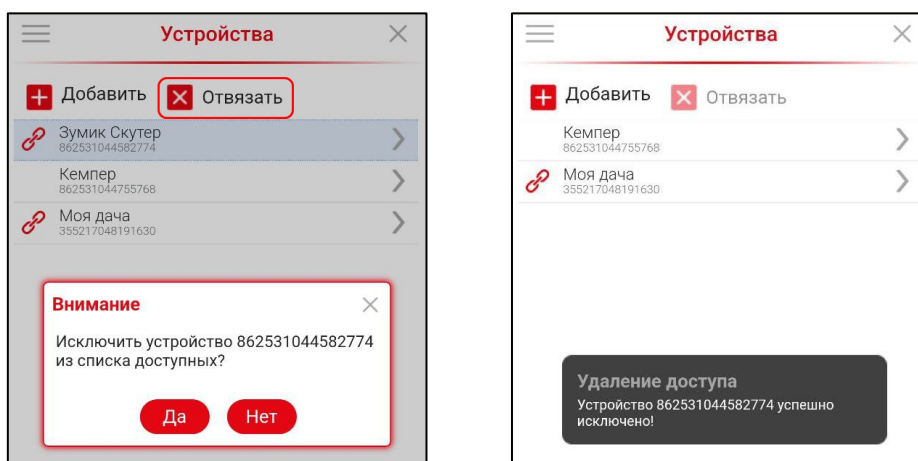 Устройства
Добавить Отвязать
Зумик Скутер
862531044582774
Кемпер
862531044755768
Моя дача
355217048191630
Внимание
Исключить устройство 862531044582774
из списка доступных?
Да Нет
Устройства
Добавить Отвязать
Кемпер
862531044755768
Моя дача
355217048191630
Удаление доступа
Устройство 862531044582774 успешно
исключено!